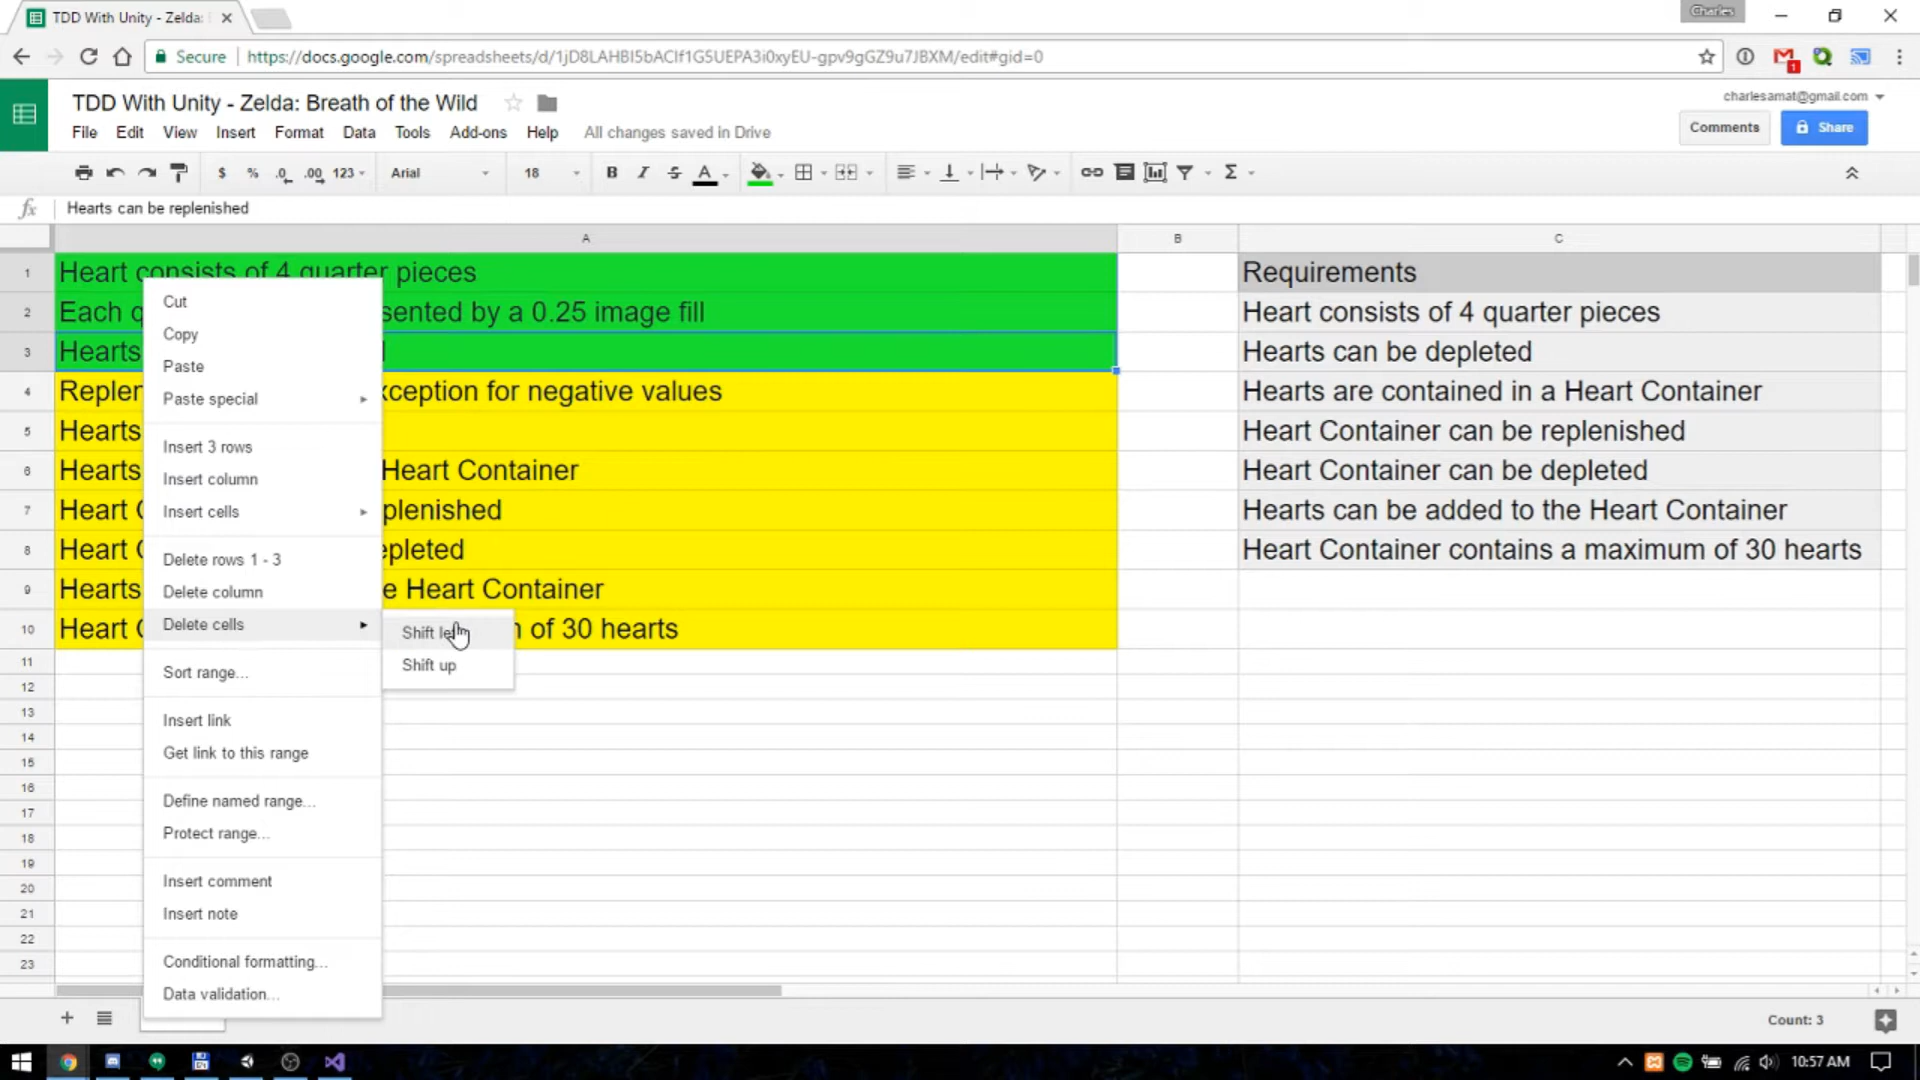 TDD With Unity - Zelda:
Charles
Secure https://docs.google.com/spreadsheets/d/1jD8LAHBI5bAClf1G5UEPA3i0xyEU-gpv9gGZ9u7JBXM/edit#gid=0
1
TDD With Unity - Zelda: Breath of the Wild
charlesamat@gmail.com
File Edit View Insert Format Data Tools Add-ons Help All changes saved in Drive
Comments Share
$ % .0 .00 123 Arial 18 B I S A Σ
fx Hearts can be replenished
A B C
1 Heart consists of 4 quarter pieces Requirements
2 Each q sented by a 0.25 image fill Heart consists of 4 quarter pieces
3 Hearts Hearts can be depleted
4 Replen xception for negative values Hearts are contained in a Heart Container
5 Hearts Heart Container can be replenished
6 Hearts Heart Container Heart Container can be depleted
7 Heart plenished Hearts can be added to the Heart Container
8 Heart epleted Heart Container contains a maximum of 30 hearts
9 Hearts e Heart Container
10 Heart of 30 hearts
11
12
13
14
15
16
17
18
19
20
21
22
23
Cut
Copy
Paste
Paste special
Insert 3 rows
Insert column
Insert cells
Delete rows 1 - 3
Delete column
Delete cells
Shift left
Shift up
Sort range...
Insert link
Get link to this range
Define named range...
Protect range...
Insert comment
Insert note
Conditional formatting...
Data validation...
+
Count: 3
10:57 AM